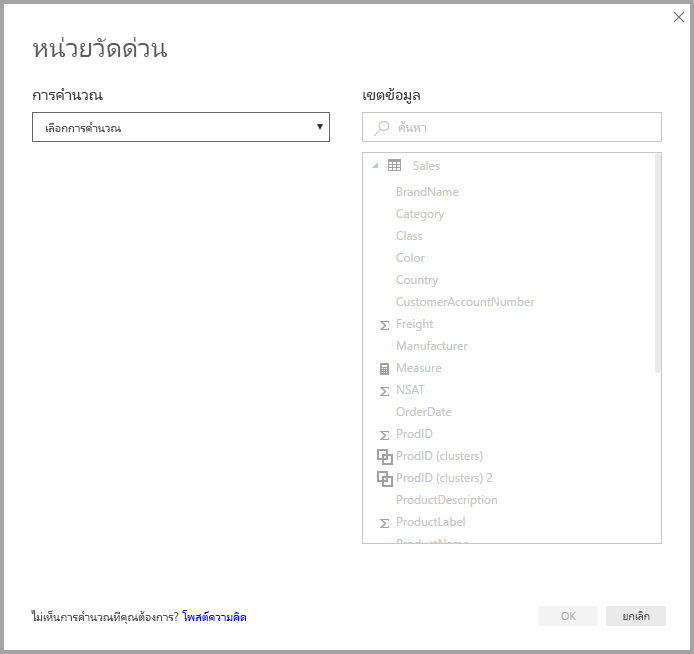 หน่วยวัดด่วน
การคำนวณ
เขตข้อมูล
เลือกการคำนวณ
ค้นหา
Sales
BrandName
Category
Class
Color
Country
CustomerAccountNumber
Freight
Manufacturer
Measure
NSAT
OrderDate
ProdID
ProdID (clusters)
ProdID (clusters) 2
ProductDescription
ProductLabel
ProductName
ไม่เห็นการคำนวณที่คุณต้องการ? โพสต์ความคิด
OK
ยกเลิก